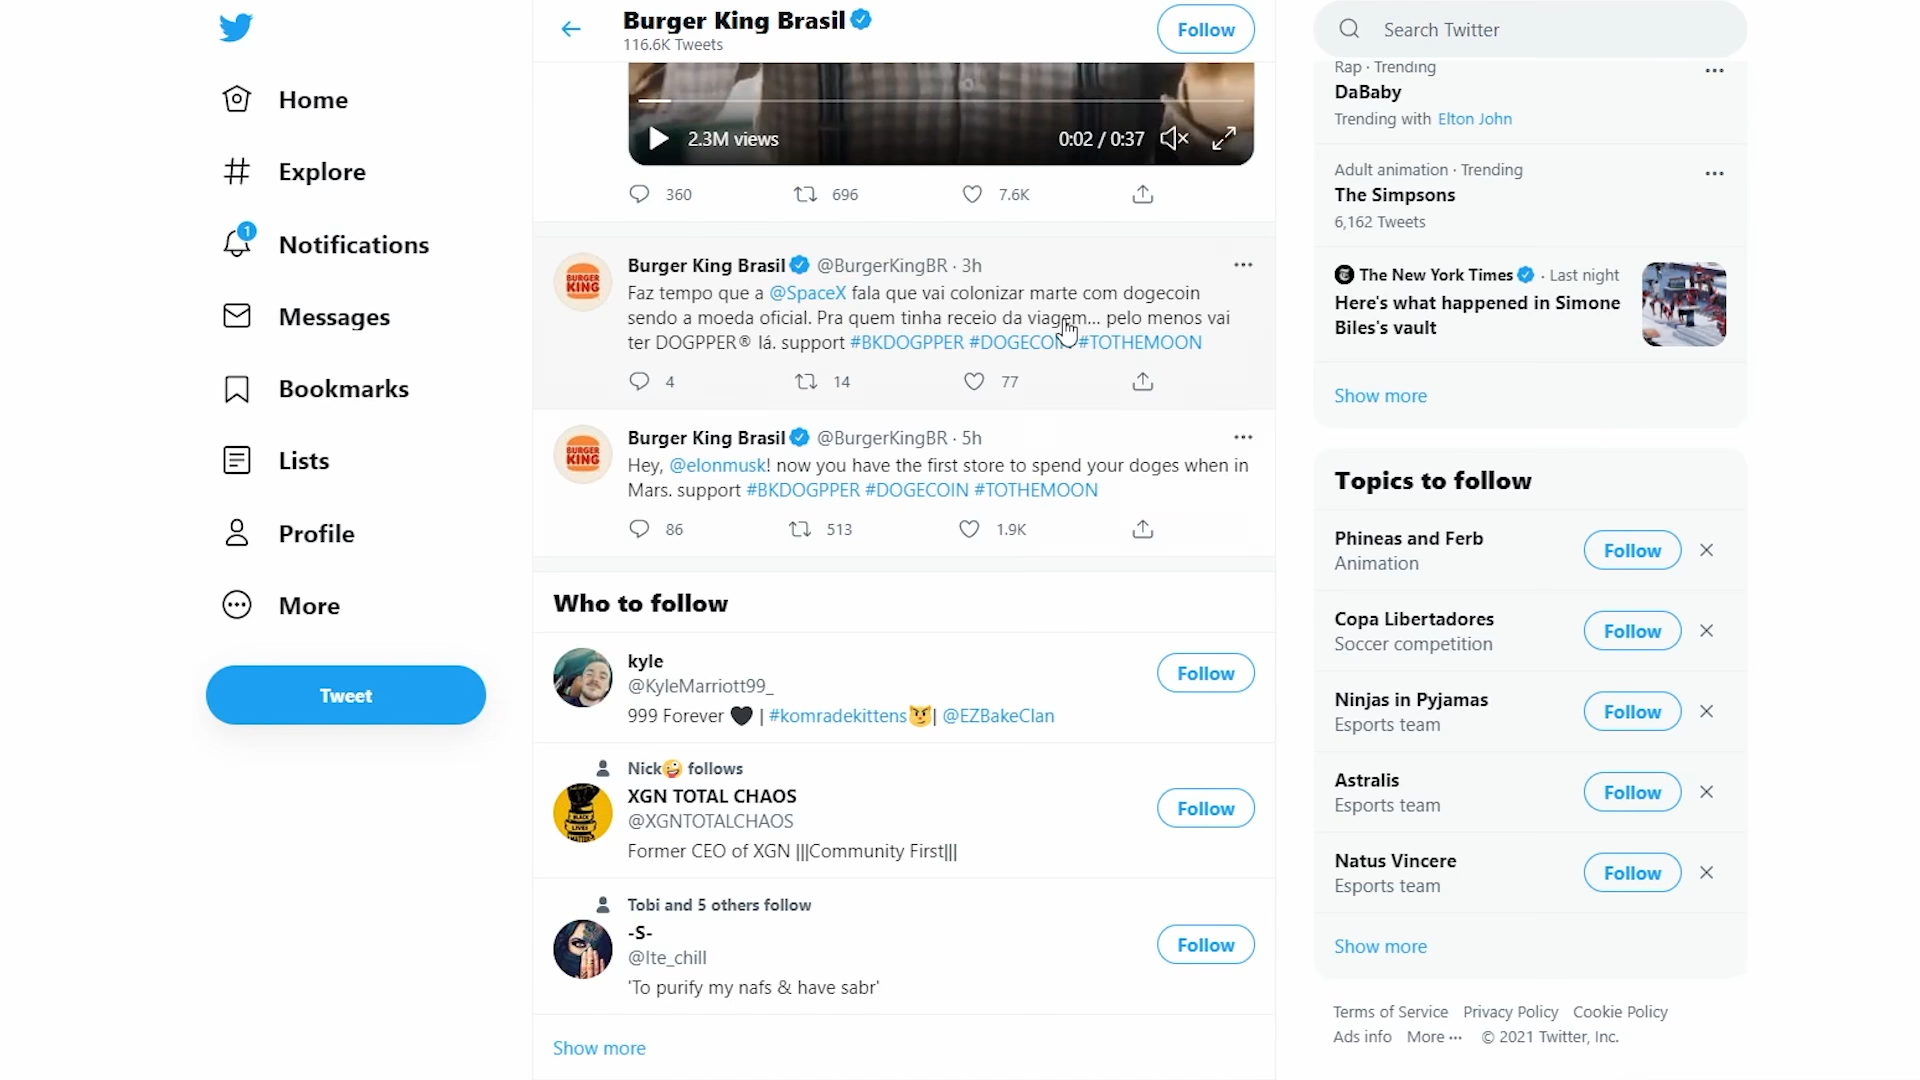 Burger King Brasil
116.6K Tweets
Follow
Search Twitter
Home
Explore
1
Notifications
Messages
Bookmarks
Lists
Profile
More
Tweet
2.3M views
0:02 / 0:37
360
696
7.6K
BURGER KING
Burger King Brasil @BurgerKingBR · 3h
Faz tempo que a @SpaceX fala que vai colonizar marte com dogecoin
sendo a moeda oficial. Pra quem tinha receio da viagem... pelo menos vai
ter DOGPPER® lá. support #BKDOGPPER #DOGECOIN #TOTHEMOON
4
14
77
BURGER KING
Burger King Brasil @BurgerKingBR · 5h
Hey, @elonmusk! now you have the first store to spend your doges when in
Mars. support #BKDOGPPER #DOGECOIN #TOTHEMOON
86
513
1.9K
Who to follow
kyle
@KyleMarriott99_
999 Forever 🖤 | #komradekittens😼| @EZBakeClan
Follow
Nick🤪 follows
BLACK
LIVES
MATTER
XGN TOTAL CHAOS
@XGNTOTALCHAOS
Former CEO of XGN |||Community First|||
Follow
Tobi and 5 others follow
-S-
@Ite_chill
'To purify my nafs & have sabr'
Follow
Show more
Rap · Trending
DaBaby
Trending with Elton John
Adult animation · Trending
The Simpsons
6,162 Tweets
The New York Times · Last night
Here's what happened in Simone
Biles's vault
Show more
Topics to follow
Phineas and Ferb
Animation
Follow
Copa Libertadores
Soccer competition
Follow
Ninjas in Pyjamas
Esports team
Follow
Astralis
Esports team
Follow
Natus Vincere
Esports team
Follow
Show more
Terms of Service Privacy Policy Cookie Policy
Ads info More ··· © 2021 Twitter, Inc.